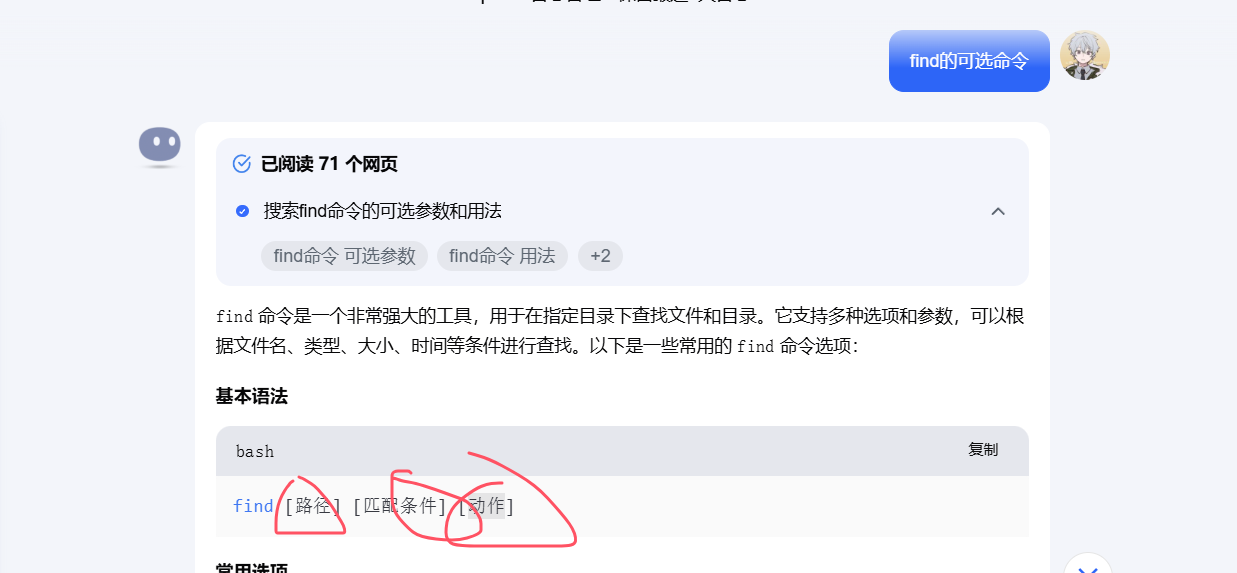 find的可选命令
已阅读 71 个网页
搜索find命令的可选参数和用法
find命令 可选参数 find命令 用法 +2
find 命令是一个非常强大的工具，用于在指定目录下查找文件和目录。它支持多种选项和参数，可以根
据文件名、类型、大小、时间等条件进行查找。以下是一些常用的 find 命令选项：
基本语法
bash 复制
find [路径] [匹配条件] [动作]
常用选项